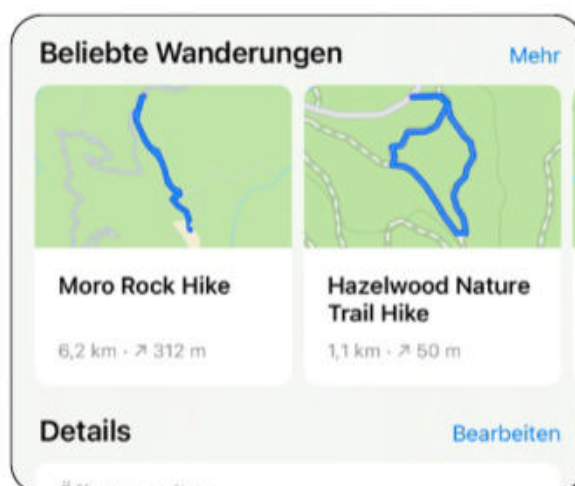 Beliebte Wanderungen
Mehr
Moro Rock Hike
6,2 km · ↗ 312 m
Hazelwood Nature
Trail Hike
1,1 km · ↗ 50 m
Details
Bearbeiten